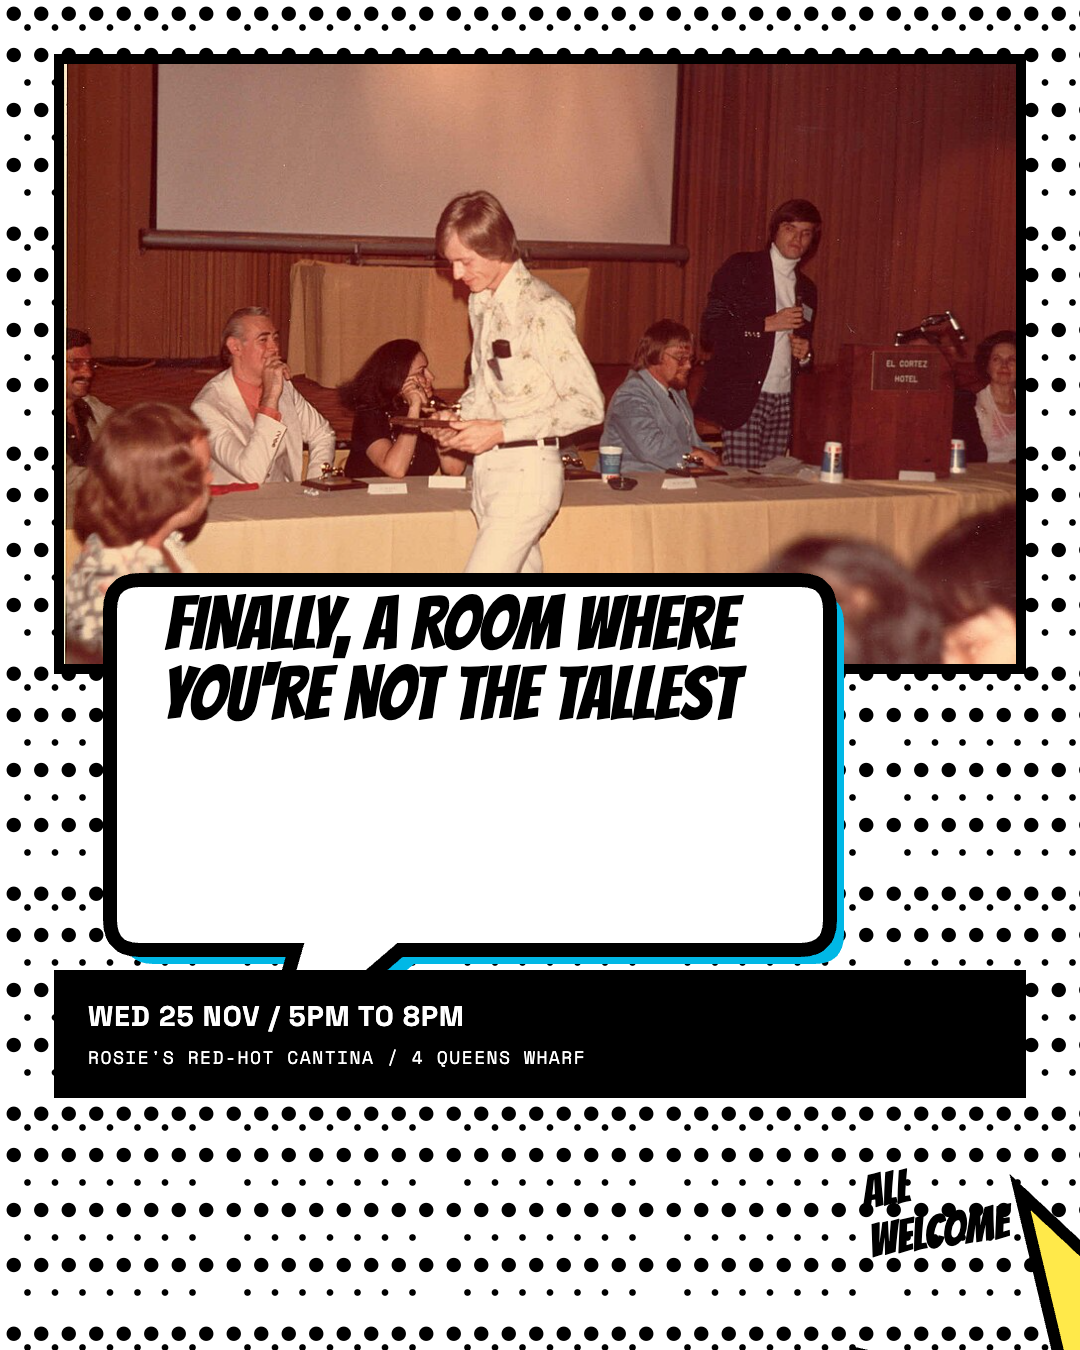 EL CORTEZ
HOTEL
FINALLY, A ROOM WHERE
YOU'RE NOT THE TALLEST
WED 25 NOV / 5PM TO 8PM
ROSIE'S RED-HOT CANTINA / 4 QUEENS WHARF
ALL
WELCOME